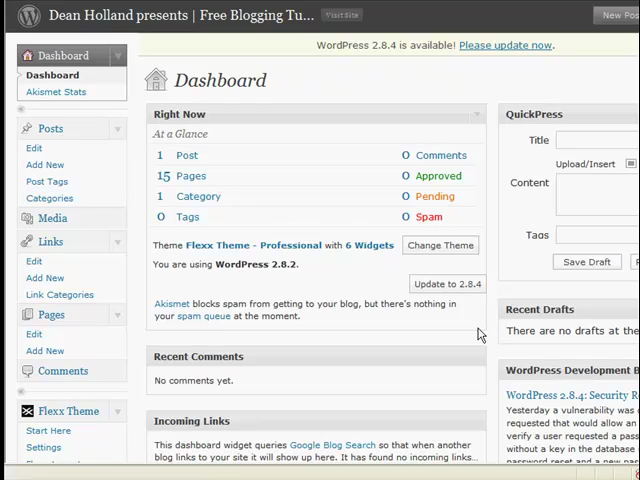 Dean Holland presents | Free Blogging Tu...
Visit Site
New Pos
WordPress 2.8.4 is available! Please update now.
Dashboard
Dashboard
Akismet Stats
Posts
Edit
Add New
Post Tags
Categories
Media
Links
Edit
Add New
Link Categories
Pages
Edit
Add New
Comments
Flexx Theme
Start Here
Settings
Dashboard
Right Now
At a Glance
1 Post 0 Comments
15 Pages 0 Approved
1 Category 0 Pending
0 Tags 0 Spam
Theme Flexx Theme - Professional with 6 Widgets
Change Theme
You are using WordPress 2.8.2.
Update to 2.8.4
Akismet blocks spam from getting to your blog, but there's nothing in
your spam queue at the moment.
Recent Comments
No comments yet.
Incoming Links
This dashboard widget queries Google Blog Search so that when another
blog links to your site it will show up here. It has found no incoming links...
QuickPress
Title
Upload/Insert
Content
Tags
Save Draft
Recent Drafts
There are no drafts at the
WordPress Development B
WordPress 2.8.4: Security R
Yesterday a vulnerability was
requested that would allow an
verify a user requested a pass
without a key in the database
password reset and a new pas